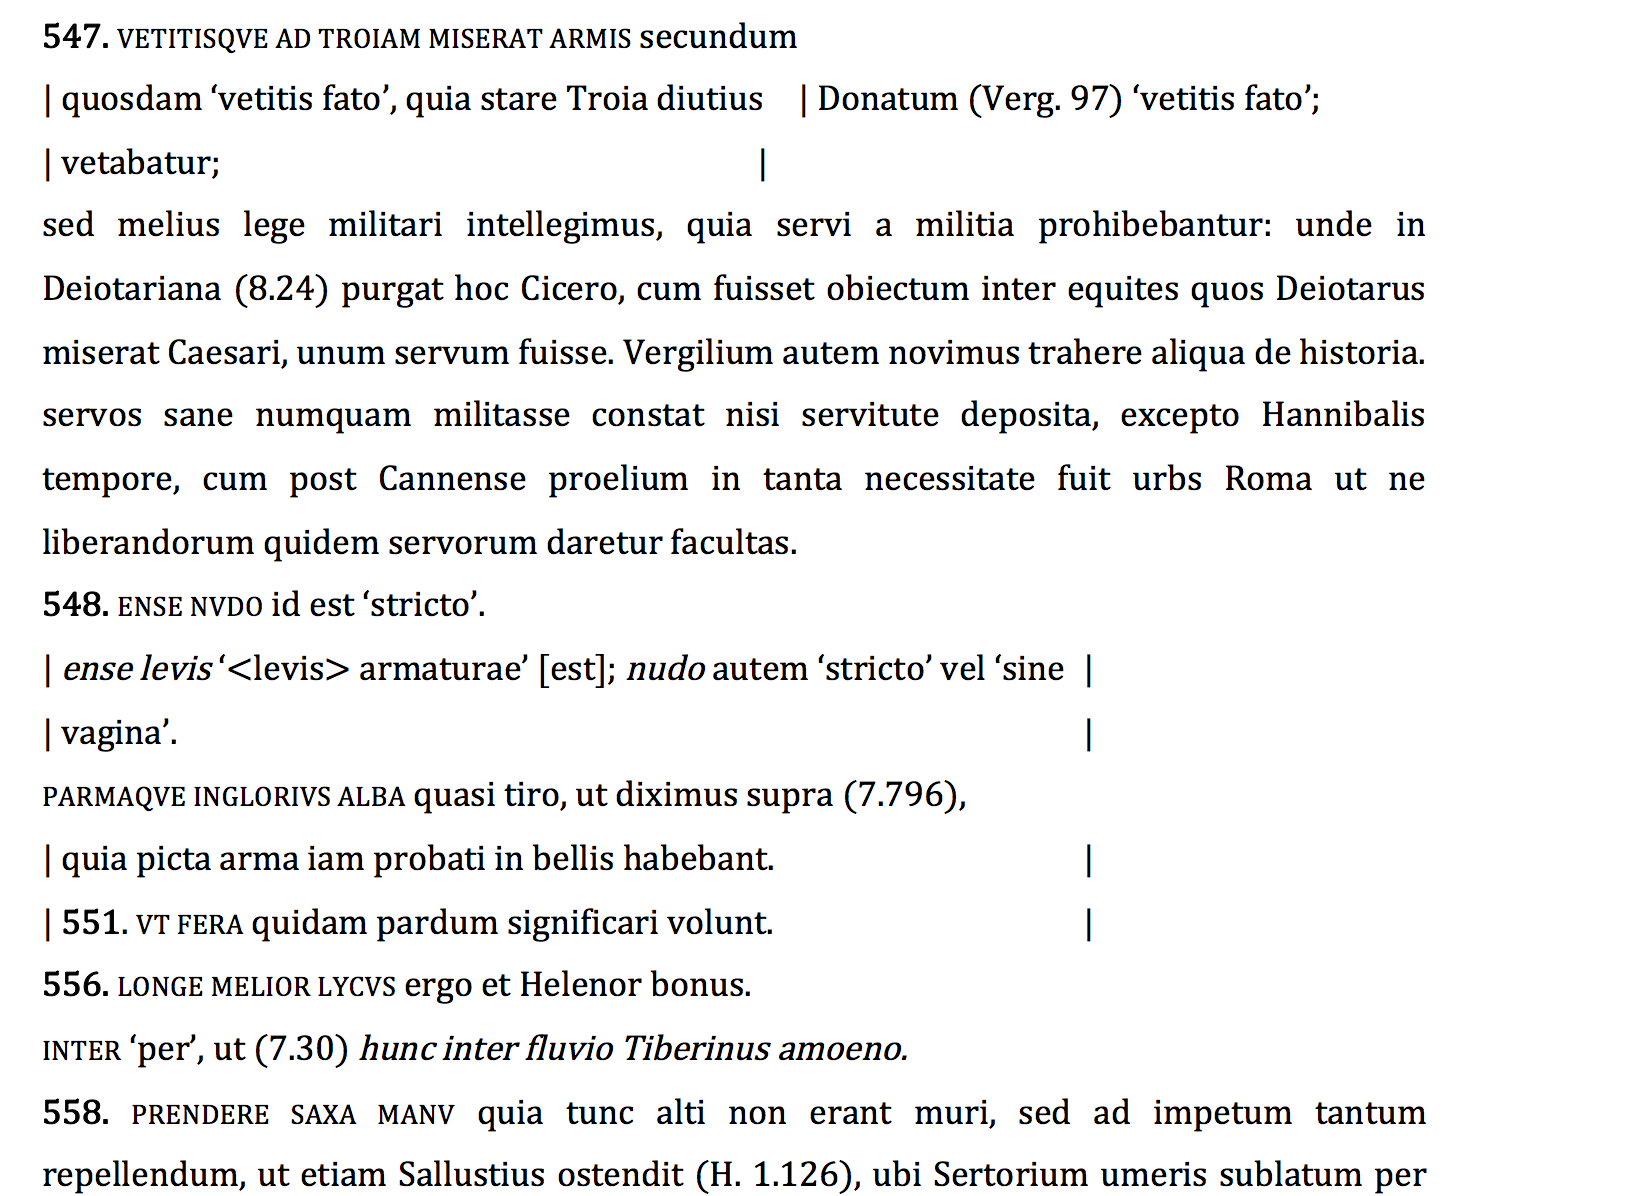 547. VETITISQVE AD TROIAM MISERAT ARMIS secundum
| quosdam ‘vetitis fato’, quia stare Troia diutius | Donatum (Verg. 97) ‘vetitis fato’;
| vetabatur; |
sed melius lege militari intellegimus, quia servi a militia prohibebantur: unde in
Deiotariana (8.24) purgat hoc Cicero, cum fuisset obiectum inter equites quos Deiotarus
miserat Caesari, unum servum fuisse. Vergilium autem novimus trahere aliqua de historia.
servos sane numquam militasse constat nisi servitute deposita, excepto Hannibalis
tempore, cum post Cannense proelium in tanta necessitate fuit urbs Roma ut ne
liberandorum quidem servorum daretur facultas.
548. ENSE NVDO id est ‘stricto’.
| ense levis ‘<levis> armaturae’ [est]; nudo autem ‘stricto’ vel ‘sine |
| vagina’. |
PARMAQVE INGLORIVS ALBA quasi tiro, ut diximus supra (7.796),
| quia picta arma iam probati in bellis habebant. |
| 551. VT FERA quidam pardum significari volunt. |
556. LONGE MELIOR LYCVS ergo et Helenor bonus.
INTER ‘per’, ut (7.30) hunc inter fluvio Tiberinus amoeno.
558. PRENDERE SAXA MANV quia tunc alti non erant muri, sed ad impetum tantum
repellendum, ut etiam Sallustius ostendit (H. 1.126), ubi Sertorium umeris sublatum per